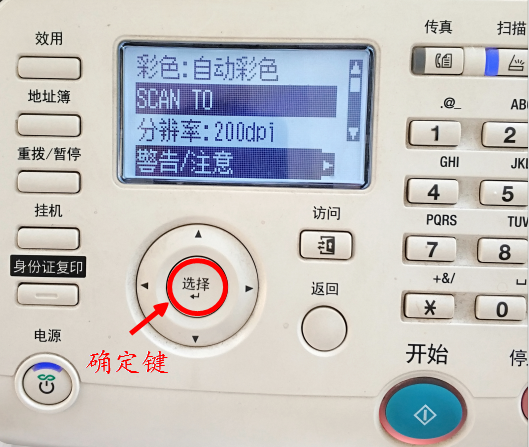 效用
地址簿
重拨/暂停
挂机
身份证复印
电源
彩色:自动彩色
SCAN TO
分辨率:200dpi
警告/注意
选择
确定键
访问
返回
传真
扫描
.@_
1
2
GHI
4
5
PQRS
7
8
+&/
0
开始